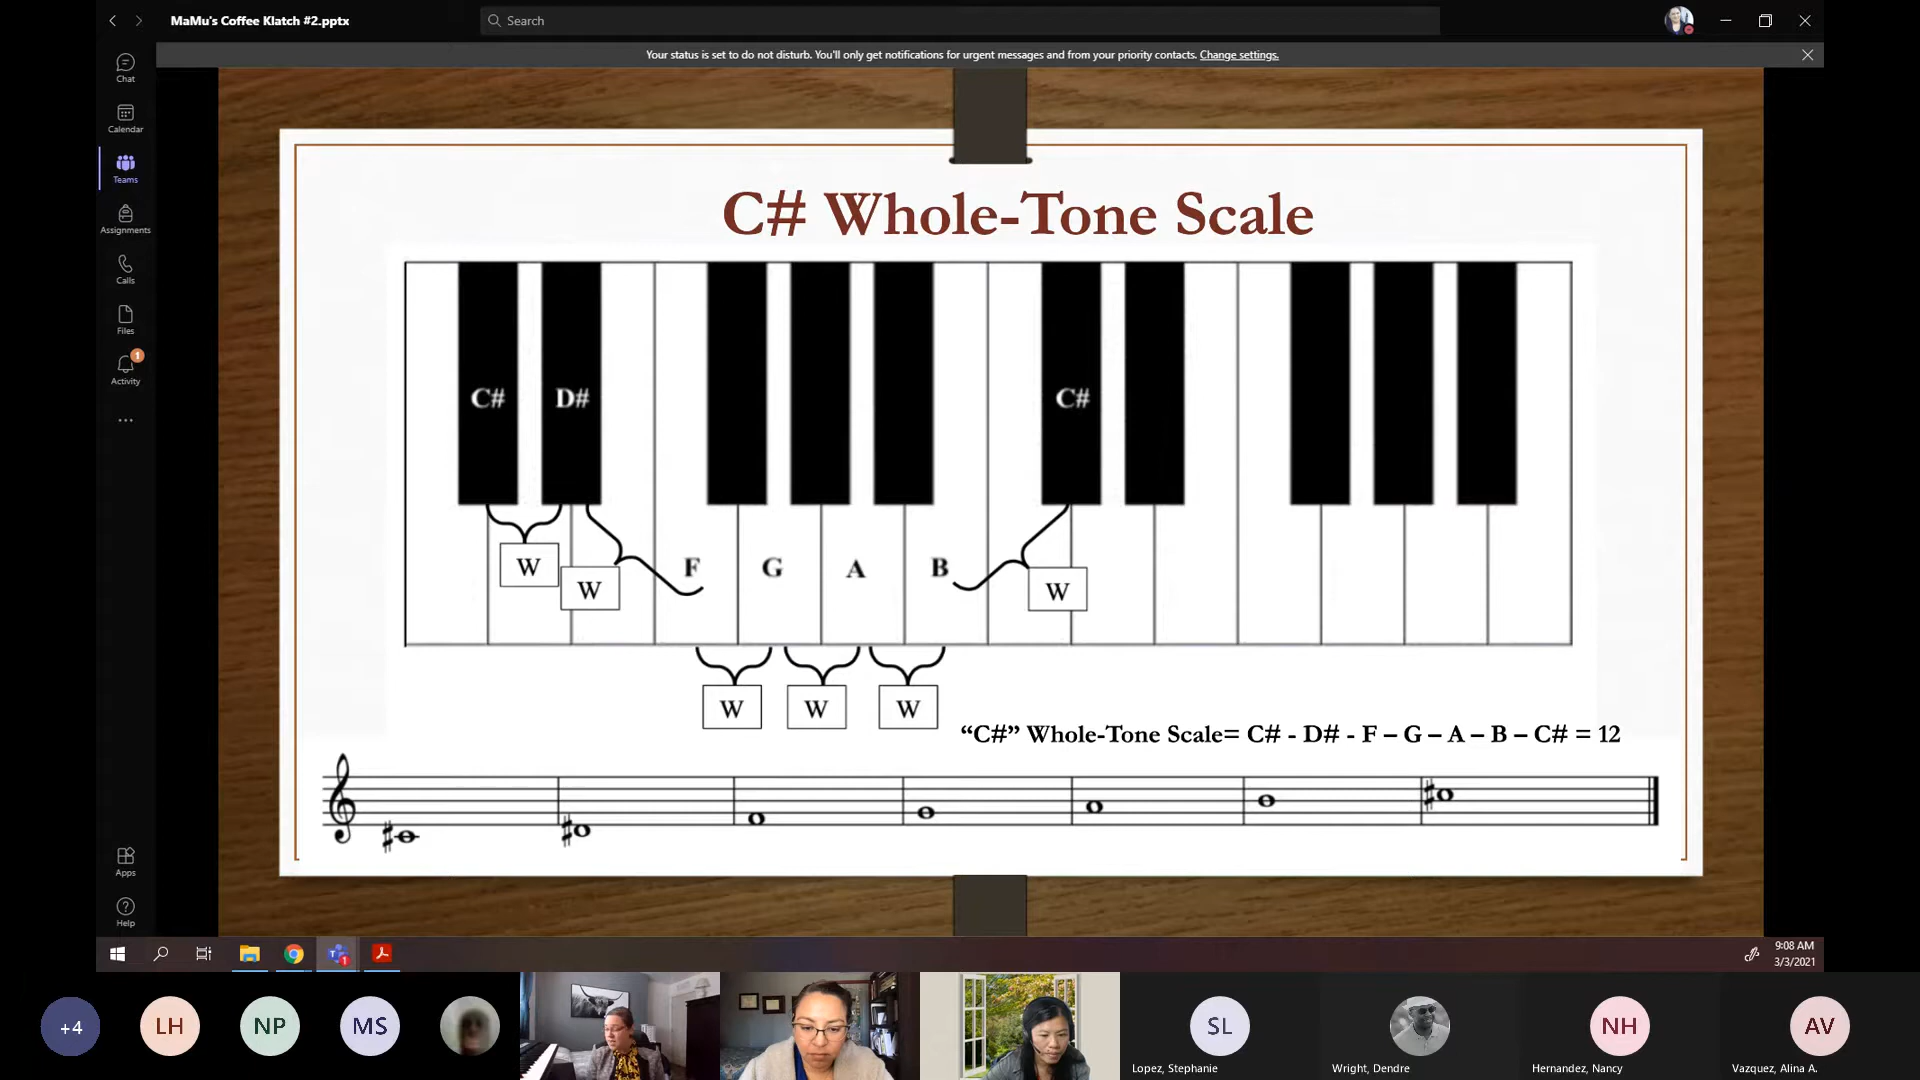 MaMu's Coffee Klatch #2.pptx
Search
Your status is set to do not disturb. You'll only get notifications for urgent messages and from your priority contacts. Change settings.
Chat
Calendar
Teams
Assignments
Calls
Files
1
Activity
Apps
Help
C# Whole-Tone Scale
C# D# C#
F G A B
W
W
W
W W W
“C#” Whole-Tone Scale= C# - D# - F – G – A – B – C# = 12
9:08 AM
3/3/2021
+4
LH
NP
MS
SL
NH
AV
Lopez, Stephanie
Wright, Dendre
Hernandez, Nancy
Vazquez, Alina A.